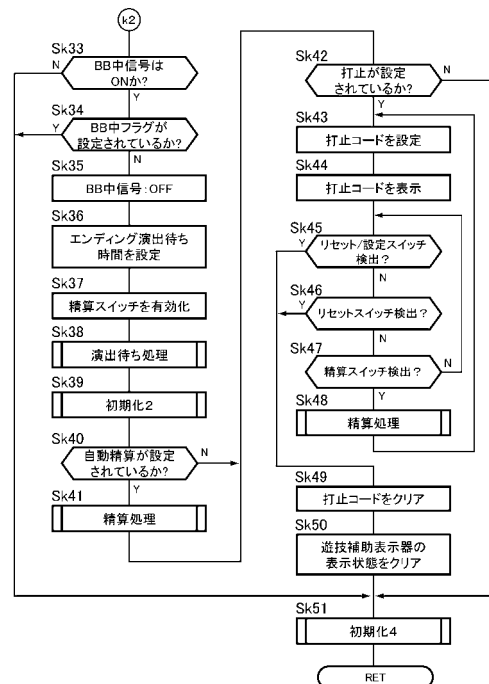 k2
Sk33
BB中信号は
ONか?
N
Y
Sk34
BB中フラグが
設定されているか?
Y
N
Sk35
BB中信号:OFF
Sk36
エンディング演出待ち
時間を設定
Sk37
精算スイッチを有効化
Sk38
演出待ち処理
Sk39
初期化2
Sk40
自動精算が設定
されているか?
N
Y
Sk41
精算処理
Sk42
打止が設定
されているか?
N
Y
Sk43
打止コードを設定
Sk44
打止コードを表示
Sk45
リセット/設定スイッチ
検出?
Y
N
Sk46
リセットスイッチ検出?
Y
N
Sk47
精算スイッチ検出?
N
Y
Sk48
精算処理
Sk49
打止コードをクリア
Sk50
遊技補助表示器の
表示状態をクリア
Sk51
初期化4
RET